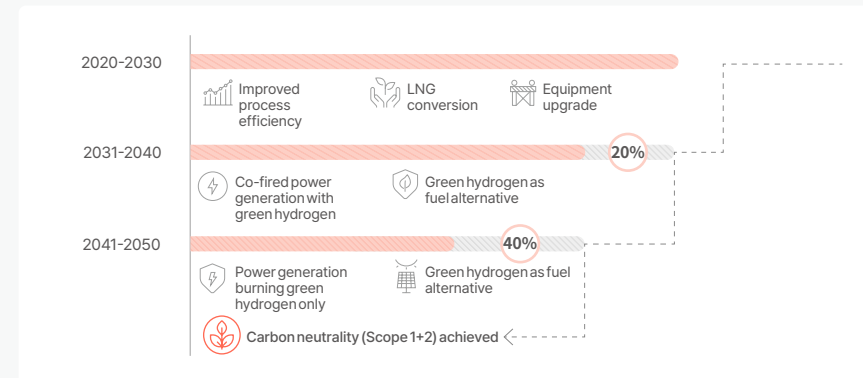 2020-2030
Improved
process
efficiency
LNG
conversion
Equipment
upgrade
2031-2040
20%
Co-fired power
generation with
green hydrogen
Green hydrogen as
fuel alternative
2041-2050
40%
Power generation
burning green
hydrogen only
Green hydrogen as fuel
alternative
Carbon neutrality (Scope 1+2) achieved